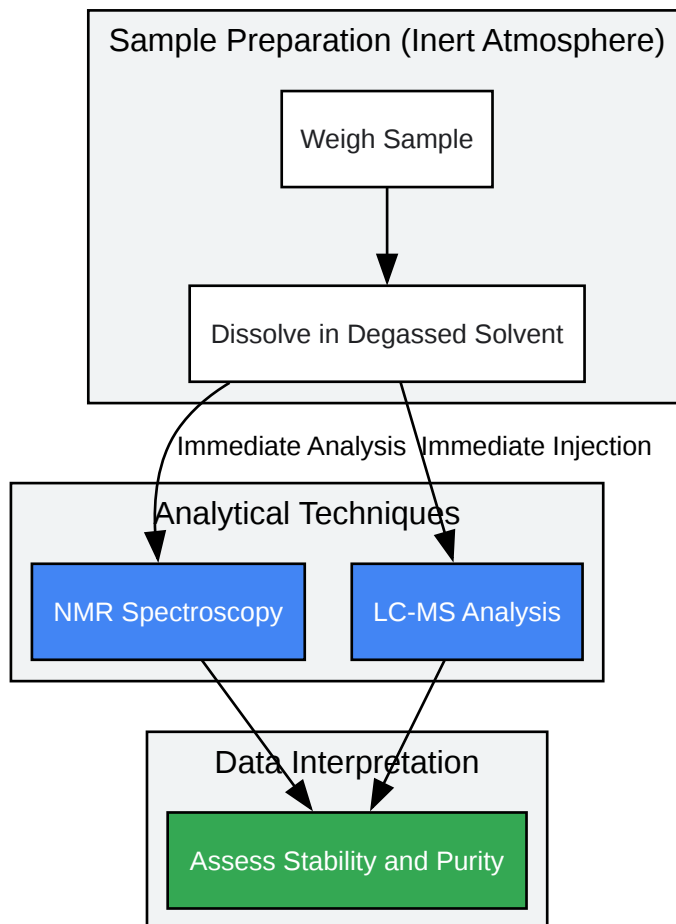 Sample Preparation (Inert Atmosphere)
Weigh Sample
Dissolve in Degassed Solvent
Immediate Analysis
Immediate Injection
Analytical Techniques
NMR Spectroscopy
LC-MS Analysis
Data Interpretation
Assess Stability and Purity